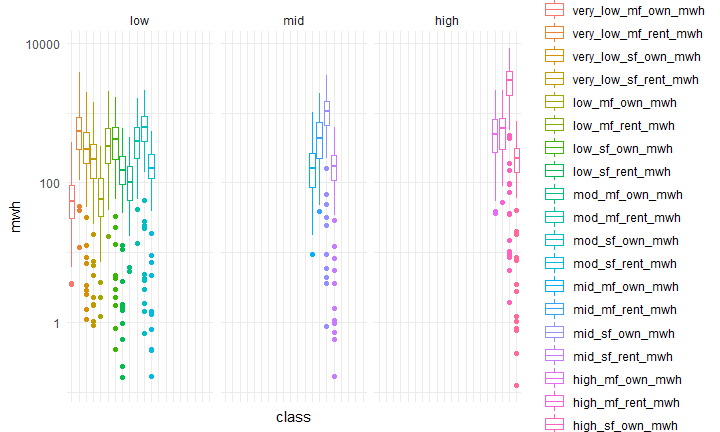 low mid high
10000
100
1
mwh
class
very_low_mf_own_mwh
very_low_mf_rent_mwh
very_low_sf_own_mwh
very_low_sf_rent_mwh
low_mf_own_mwh
low_mf_rent_mwh
low_sf_own_mwh
low_sf_rent_mwh
mod_mf_own_mwh
mod_mf_rent_mwh
mod_sf_own_mwh
mod_sf_rent_mwh
mid_mf_own_mwh
mid_mf_rent_mwh
mid_sf_own_mwh
mid_sf_rent_mwh
high_mf_own_mwh
high_mf_rent_mwh
high_sf_own_mwh